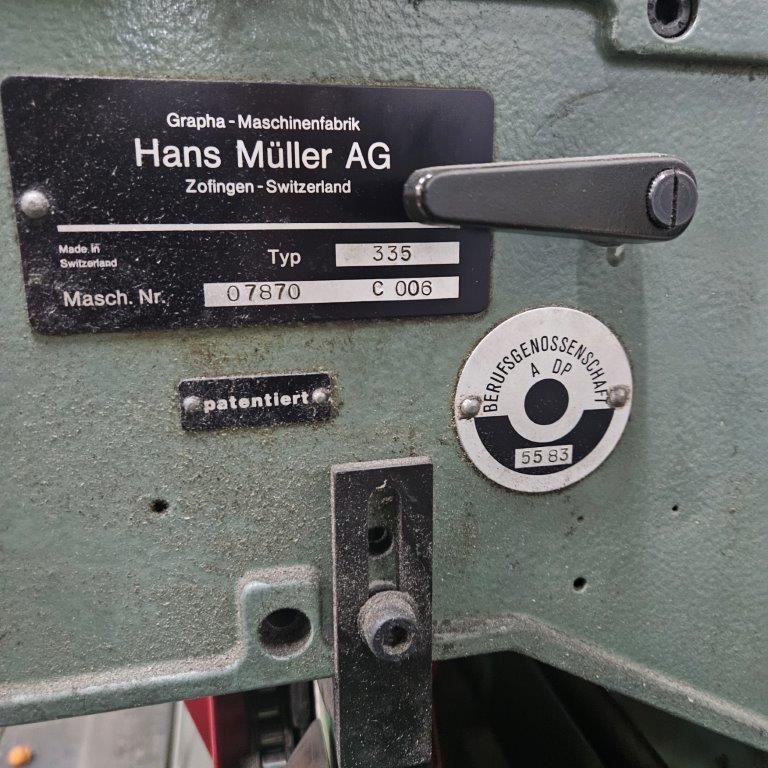 Grapha - Maschinenfabrik
Hans Müller AG
Zofingen - Switzerland
Made in
Switzerland
Typ 335
Masch. Nr. 07870 C 006
patentiert
BERUFSGENOSSENSCHAFT
A DP
55 83